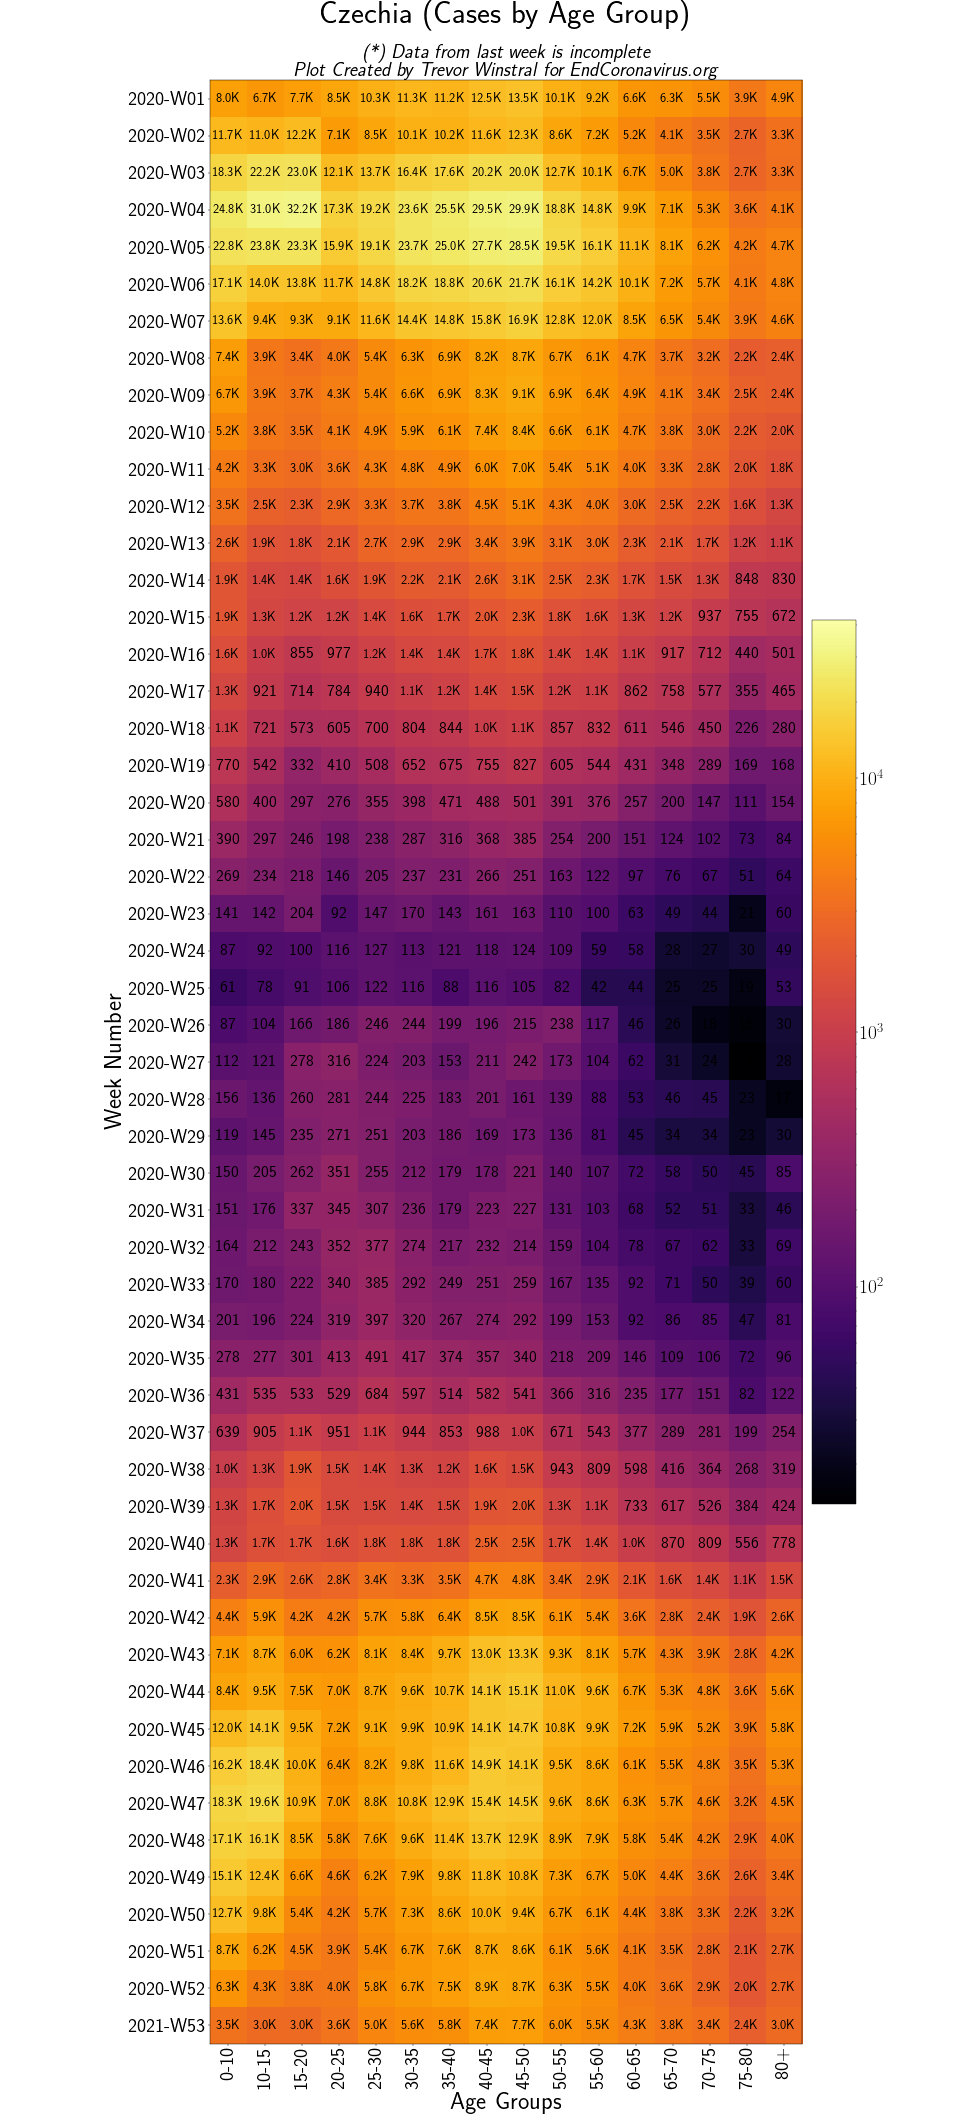 Czechia (Cases by Age Group)
(*) Data from last week is incomplete
Plot Created by Trevor Winstral for EndCoronavirus.org
2020-W01 8.0K 6.7K 7.7K 8.5K 10.3K 11.3K 11.2K 12.5K 13.5K 10.1K 9.2K 6.6K 6.3K 5.5K 3.9K 4.9K
2020-W02 11.7K 11.0K 12.2K 7.1K 8.5K 10.1K 10.2K 11.6K 12.3K 8.6K 7.2K 5.2K 4.1K 3.5K 2.7K 3.3K
2020-W03 18.3K 22.2K 23.0K 12.1K 13.7K 16.4K 17.6K 20.2K 20.0K 12.7K 10.1K 6.7K 5.0K 3.8K 2.7K 3.3K
2020-W04 24.8K 31.0K 32.2K 17.3K 19.2K 23.6K 25.5K 29.5K 29.9K 18.8K 14.8K 9.9K 7.1K 5.3K 3.6K 4.1K
2020-W05 22.8K 23.8K 23.3K 15.9K 19.1K 23.7K 25.0K 27.7K 28.5K 19.5K 16.1K 11.1K 8.1K 6.2K 4.2K 4.7K
2020-W06 17.1K 14.0K 13.8K 11.7K 14.8K 18.2K 18.8K 20.6K 21.7K 16.1K 14.2K 10.1K 7.2K 5.7K 4.1K 4.8K
2020-W07 13.6K 9.4K 9.3K 9.1K 11.6K 14.4K 14.8K 15.8K 16.9K 12.8K 12.0K 8.5K 6.5K 5.4K 3.9K 4.6K
2020-W08 7.4K 3.9K 3.4K 4.0K 5.4K 6.3K 6.9K 8.2K 8.7K 6.7K 6.1K 4.7K 3.7K 3.2K 2.2K 2.4K
2020-W09 6.7K 3.9K 3.7K 4.3K 5.4K 6.6K 6.9K 8.3K 9.1K 6.9K 6.4K 4.9K 4.1K 3.4K 2.5K 2.4K
2020-W10 5.2K 3.8K 3.5K 4.1K 4.9K 5.9K 6.1K 7.4K 8.4K 6.6K 6.1K 4.7K 3.8K 3.0K 2.2K 2.0K
2020-W11 4.2K 3.3K 3.0K 3.6K 4.3K 4.8K 4.9K 6.0K 7.0K 5.4K 5.1K 4.0K 3.3K 2.8K 2.0K 1.8K
2020-W12 3.5K 2.5K 2.3K 2.9K 3.3K 3.7K 3.8K 4.5K 5.1K 4.3K 4.0K 3.0K 2.5K 2.2K 1.6K 1.3K
2020-W13 2.6K 1.9K 1.8K 2.1K 2.7K 2.9K 2.9K 3.4K 3.9K 3.1K 3.0K 2.3K 2.1K 1.7K 1.2K 1.1K
2020-W14 1.9K 1.4K 1.4K 1.6K 1.9K 2.2K 2.1K 2.6K 3.1K 2.5K 2.3K 1.7K 1.5K 1.3K 848 830
2020-W15 1.9K 1.3K 1.2K 1.2K 1.4K 1.6K 1.7K 2.0K 2.3K 1.8K 1.6K 1.3K 1.2K 937 755 672
2020-W16 1.6K 1.0K 855 977 1.2K 1.4K 1.4K 1.7K 1.8K 1.4K 1.4K 1.1K 917 712 440 501
2020-W17 1.3K 921 714 784 940 1.1K 1.2K 1.4K 1.5K 1.2K 1.1K 862 758 577 355 465
2020-W18 1.1K 721 573 605 700 804 844 1.0K 1.1K 857 832 611 546 450 226 280
2020-W19 770 542 332 410 508 652 675 755 827 605 544 431 348 289 169 168
2020-W20 580 400 297 276 355 398 471 488 501 391 376 257 200 147 111 154
2020-W21 390 297 246 198 238 287 316 368 385 254 200 151 124 102 73 84
2020-W22 269 234 218 146 205 237 231 266 251 163 122 97 76 67 51 64
2020-W23 141 142 204 92 147 170 143 161 163 110 100 63 49 44 21 60
2020-W24 87 92 100 116 127 113 121 118 124 109 59 58 28 27 30 49
2020-W25 61 78 91 106 122 116 88 116 105 82 42 44 25 25 53
2020-W26 87 104 166 186 246 244 199 196 215 238 117 46 26 30
2020-W27 112 121 278 316 224 203 153 211 242 173 104 62 31 24 28
2020-W28 156 136 260 281 244 225 183 201 161 139 88 53 46 45 23
2020-W29 119 145 235 271 251 203 186 169 173 136 81 45 34 34 23 30
2020-W30 150 205 262 351 255 212 179 178 221 140 107 72 58 50 45 85
2020-W31 151 176 337 345 307 236 179 223 227 131 103 68 52 51 33 46
2020-W32 164 212 243 352 377 274 217 232 214 159 104 78 67 62 33 69
2020-W33 170 180 222 340 385 292 249 251 259 167 135 92 71 50 39 60
2020-W34 201 196 224 319 397 320 267 274 292 199 153 92 86 85 47 81
2020-W35 278 277 301 413 491 417 374 357 340 218 209 146 109 106 72 96
2020-W36 431 535 533 529 684 597 514 582 541 366 316 235 177 151 82 122
2020-W37 639 905 1.1K 951 1.1K 944 853 988 1.0K 671 543 377 289 281 199 254
2020-W38 1.0K 1.3K 1.9K 1.5K 1.4K 1.3K 1.2K 1.6K 1.5K 943 809 598 416 364 268 319
2020-W39 1.3K 1.7K 2.0K 1.5K 1.5K 1.4K 1.5K 1.9K 2.0K 1.3K 1.1K 733 617 526 384 424
2020-W40 1.3K 1.7K 1.7K 1.6K 1.8K 1.8K 1.8K 2.5K 2.5K 1.7K 1.4K 1.0K 870 809 556 778
2020-W41 2.3K 2.9K 2.6K 2.8K 3.4K 3.3K 3.5K 4.7K 4.8K 3.4K 2.9K 2.1K 1.6K 1.4K 1.1K 1.5K
2020-W42 4.4K 5.9K 4.2K 4.2K 5.7K 5.8K 6.4K 8.5K 8.5K 6.1K 5.4K 3.6K 2.8K 2.4K 1.9K 2.6K
2020-W43 7.1K 8.7K 6.0K 6.2K 8.1K 8.4K 9.7K 13.0K 13.3K 9.3K 8.1K 5.7K 4.3K 3.9K 2.8K 4.2K
2020-W44 8.4K 9.5K 7.5K 7.0K 8.7K 9.6K 10.7K 14.1K 15.1K 11.0K 9.6K 6.7K 5.3K 4.8K 3.6K 5.6K
2020-W45 12.0K 14.1K 9.5K 7.2K 9.1K 9.9K 10.9K 14.1K 14.7K 10.8K 9.9K 7.2K 5.9K 5.2K 3.9K 5.8K
2020-W46 16.2K 18.4K 10.0K 6.4K 8.2K 9.8K 11.6K 14.9K 14.1K 9.5K 8.6K 6.1K 5.5K 4.8K 3.5K 5.3K
2020-W47 18.3K 19.6K 10.9K 7.0K 8.8K 10.8K 12.9K 15.4K 14.5K 9.6K 8.6K 6.3K 5.7K 4.6K 3.2K 4.5K
2020-W48 17.1K 16.1K 8.5K 5.8K 7.6K 9.6K 11.4K 13.7K 12.9K 8.9K 7.9K 5.8K 5.4K 4.2K 2.9K 4.0K
2020-W49 15.1K 12.4K 6.6K 4.6K 6.2K 7.9K 9.8K 11.8K 10.8K 7.3K 6.7K 5.0K 4.4K 3.6K 2.6K 3.4K
2020-W50 12.7K 9.8K 5.4K 4.2K 5.7K 7.3K 8.6K 10.0K 9.4K 6.7K 6.1K 4.4K 3.8K 3.3K 2.2K 3.2K
2020-W51 8.7K 6.2K 4.5K 3.9K 5.4K 6.7K 7.6K 8.7K 8.6K 6.1K 5.6K 4.1K 3.5K 2.8K 2.1K 2.7K
2020-W52 6.3K 4.3K 3.8K 4.0K 5.8K 6.7K 7.5K 8.9K 8.7K 6.3K 5.5K 4.0K 3.6K 2.9K 2.0K 2.7K
2021-W53 3.5K 3.0K 3.0K 3.6K 5.0K 5.6K 5.8K 7.4K 7.7K 6.0K 5.5K 4.3K 3.8K 3.4K 2.4K 3.0K
0-10 10-15 15-20 20-25 25-30 30-35 35-40 40-45 45-50 50-55 55-60 60-65 65-70 70-75 75-80 80+
Age Groups
Week Number
10⁴
10³
10²